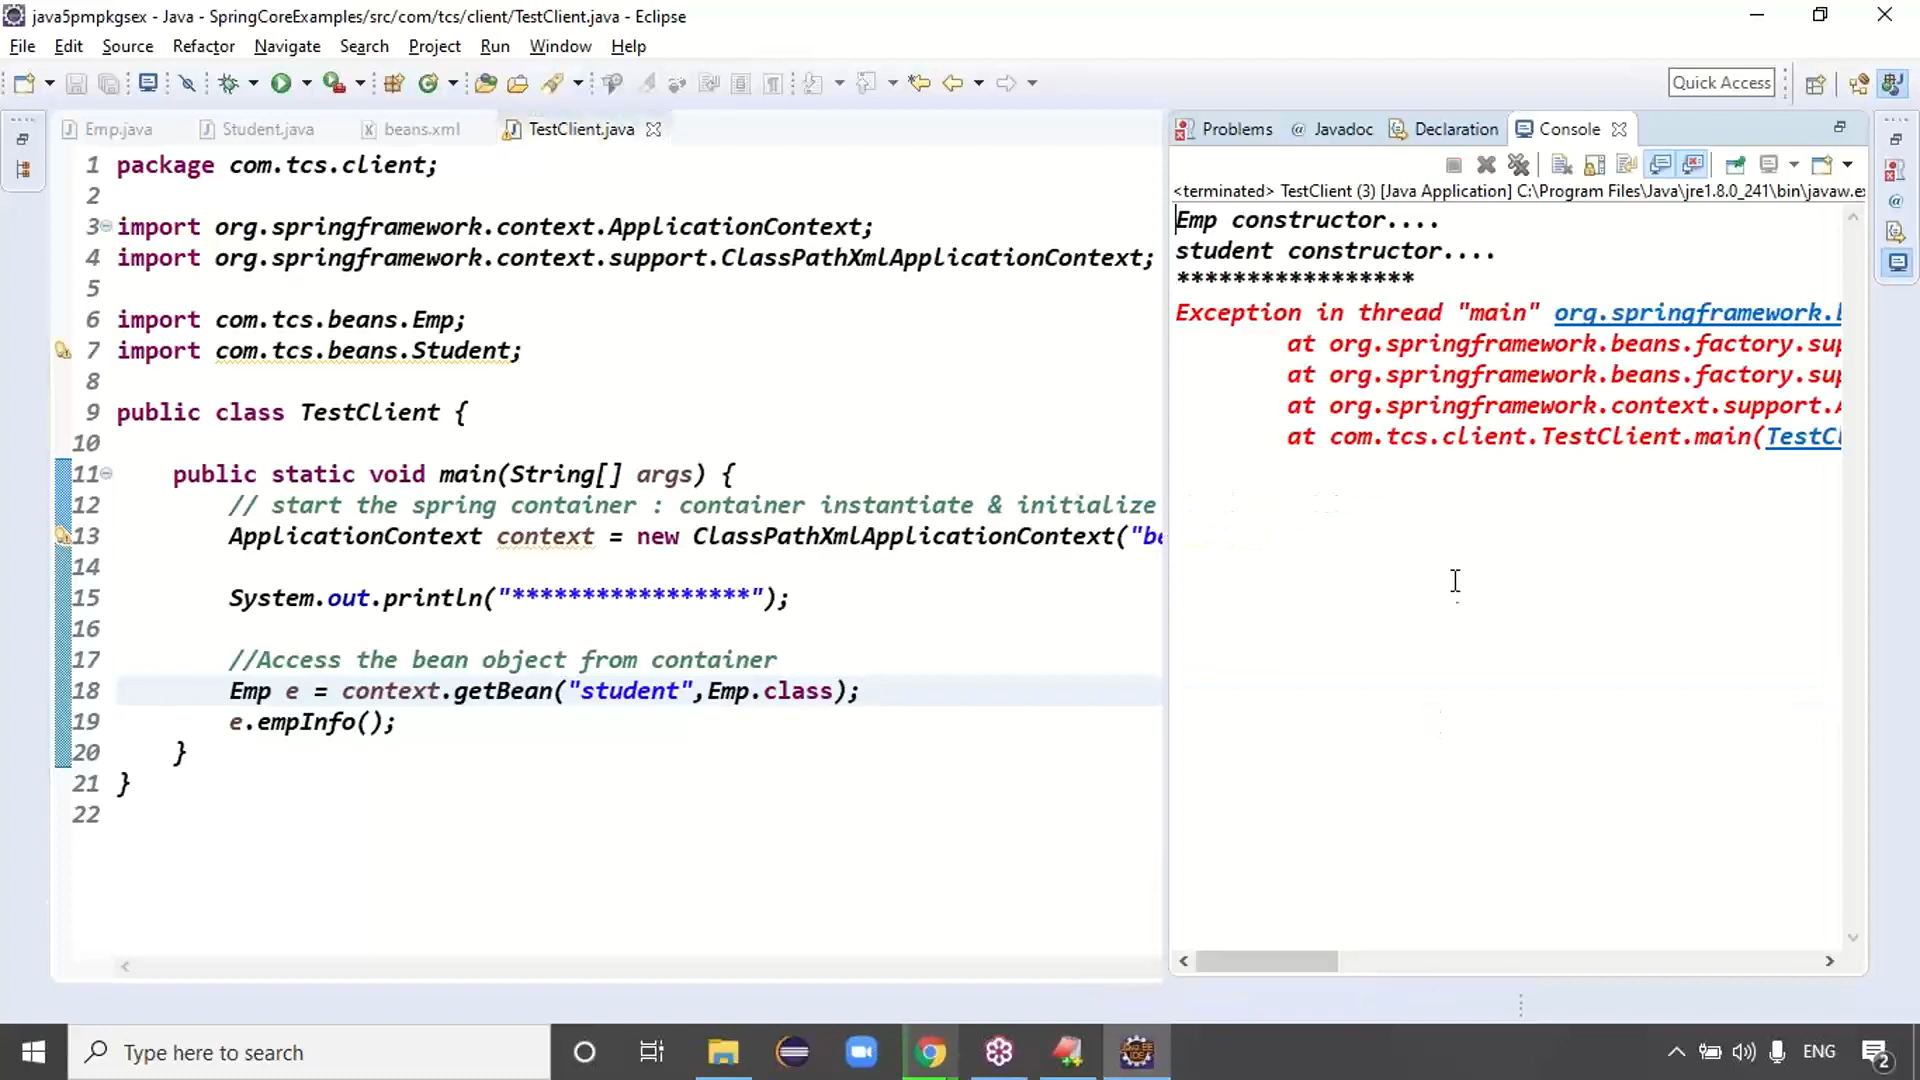 java5pmpkgsex - Java - SpringCoreExamples/src/com/tcs/client/TestClient.java - Eclipse
File Edit Source Refactor Navigate Search Project Run Window Help
Quick Access
Emp.java Student.java beans.xml TestClient.java
Problems Javadoc Declaration Console
<terminated> TestClient (3) [Java Application] C:\Program Files\Java\jre1.8.0_241\bin\javaw.ex
1 package com.tcs.client;
2
3 import org.springframework.context.ApplicationContext;
4 import org.springframework.context.support.ClassPathXmlApplicationContext;
5
6 import com.tcs.beans.Emp;
7 import com.tcs.beans.Student;
8
9 public class TestClient {
10
11 public static void main(String[] args) {
12 // start the spring container : container instantiate & initialize
13 ApplicationContext context = new ClassPathXmlApplicationContext("be
14
15 System.out.println("*****************");
16
17 //Access the bean object from container
18 Emp e = context.getBean("student",Emp.class);
19 e.empInfo();
20 }
21 }
22
Emp constructor....
student constructor....
*****************
Exception in thread "main" org.springframework.b
at org.springframework.beans.factory.sup
at org.springframework.beans.factory.sup
at org.springframework.context.support.A
at com.tcs.client.TestClient.main(TestCl
Type here to search
ENG
2